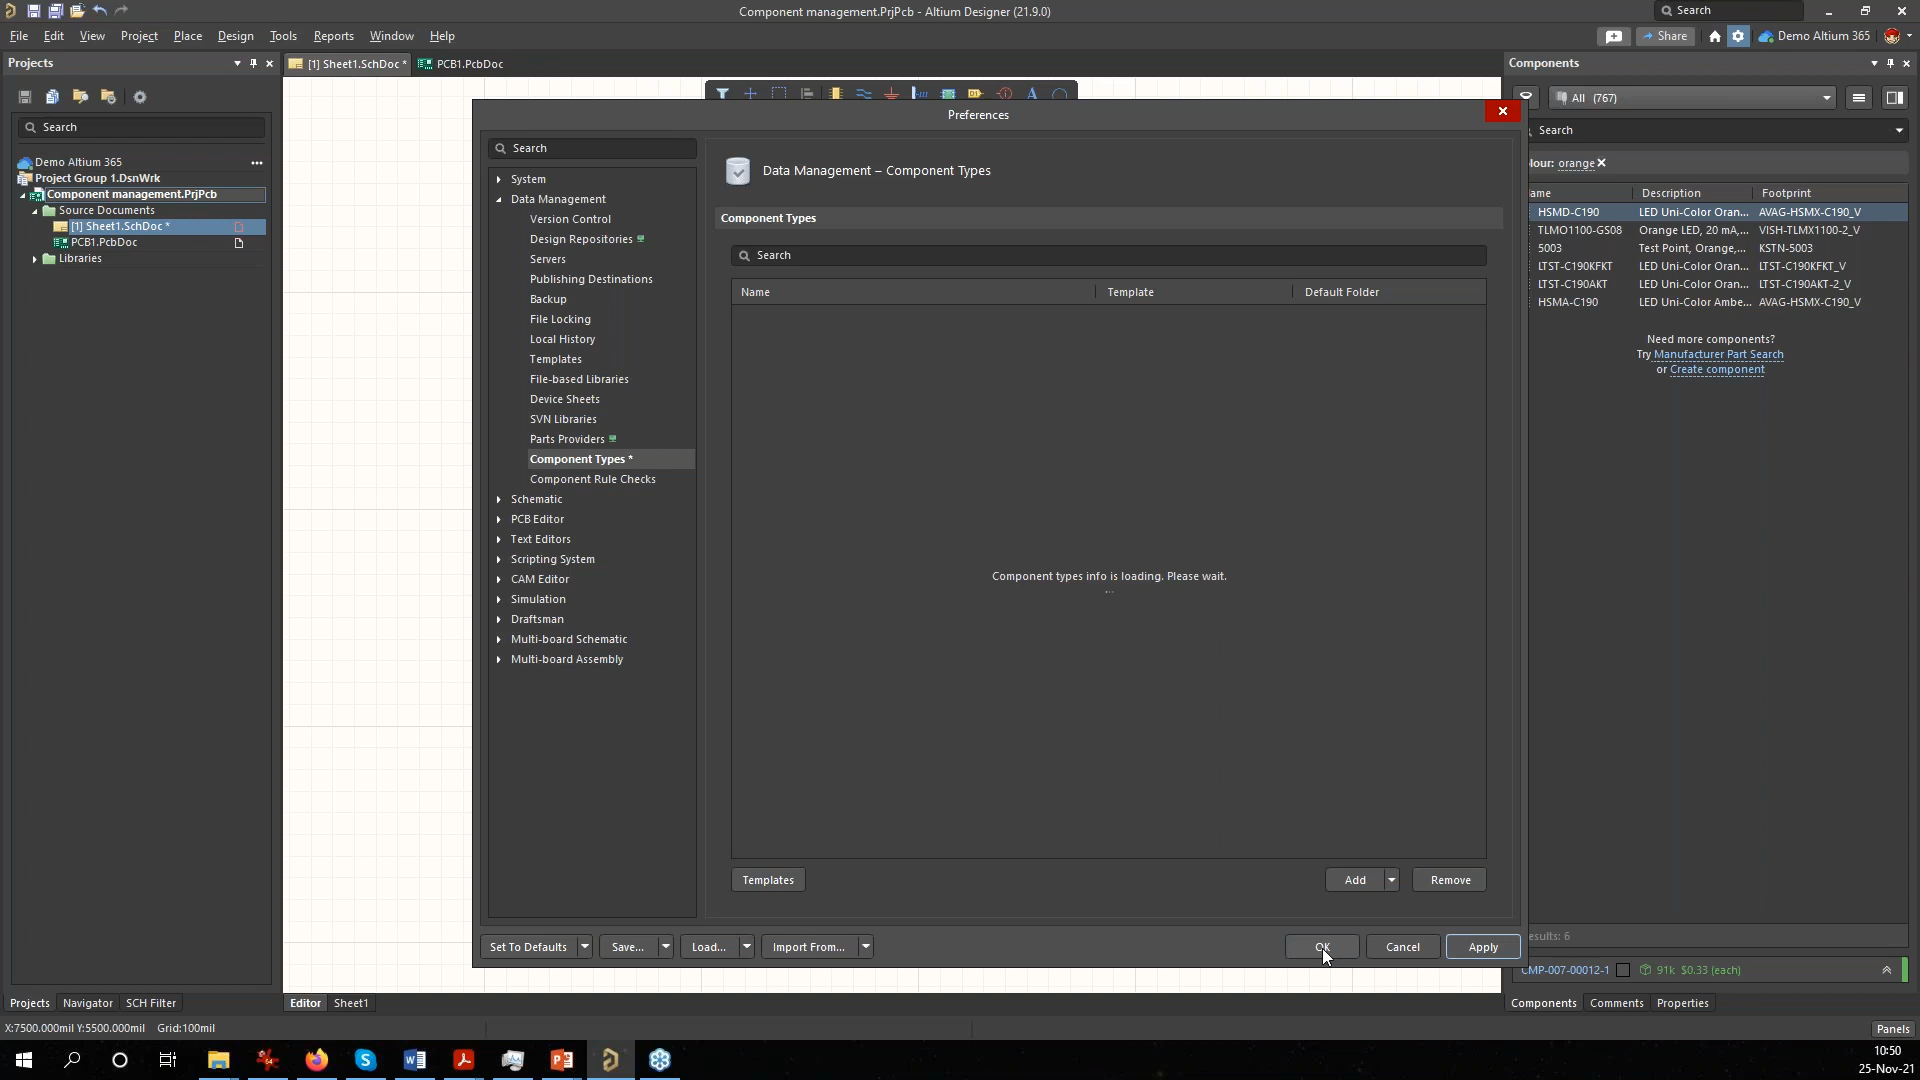 Component management.PrjPcb - Altium Designer (21.9.0)
Search
File Edit View Project Place Design Tools Reports Window Help
Share
Demo Altium 365
Projects
[1] Sheet1.SchDoc *
PCB1.PcbDoc
Components
All (767)
Search
Search
Demo Altium 365
Project Group 1.DsnWrk
Component management.PrjPcb
Source Documents
[1] Sheet1.SchDoc *
PCB1.PcbDoc
Libraries
Preferences
Search
System
Data Management
Version Control
Design Repositories
Servers
Publishing Destinations
Backup
File Locking
Local History
Templates
File-based Libraries
Device Sheets
SVN Libraries
Parts Providers
Component Types *
Component Rule Checks
Schematic
PCB Editor
Text Editors
Scripting System
CAM Editor
Simulation
Draftsman
Multi-board Schematic
Multi-board Assembly
Data Management – Component Types
Component Types
Search
Name Template Default Folder
Component types info is loading. Please wait.
...
Templates
Add
Remove
Set To Defaults
Save...
Load...
Import From...
OK
Cancel
Apply
lour: orange
ame Description Footprint
HSMD-C190 LED Uni-Color Oran... AVAG-HSMX-C190_V
TLMO1100-GS08 Orange LED, 20 mA,... VISH-TLMX1100-2_V
5003 Test Point, Orange,... KSTN-5003
LTST-C190KFKT LED Uni-Color Oran... LTST-C190KFKT_V
LTST-C190AKT LED Uni-Color Oran... LTST-C190AKT-2_V
HSMA-C190 LED Uni-Color Ambe... AVAG-HSMX-C190_V
Need more components?
Try Manufacturer Part Search
or Create component
esults: 6
CMP-007-00012-1 91k $0.33 (each)
Projects Navigator SCH Filter
Editor Sheet1
Components Comments Properties
X:7500.000mil Y:5500.000mil Grid:100mil
Panels
10:50
25-Nov-21